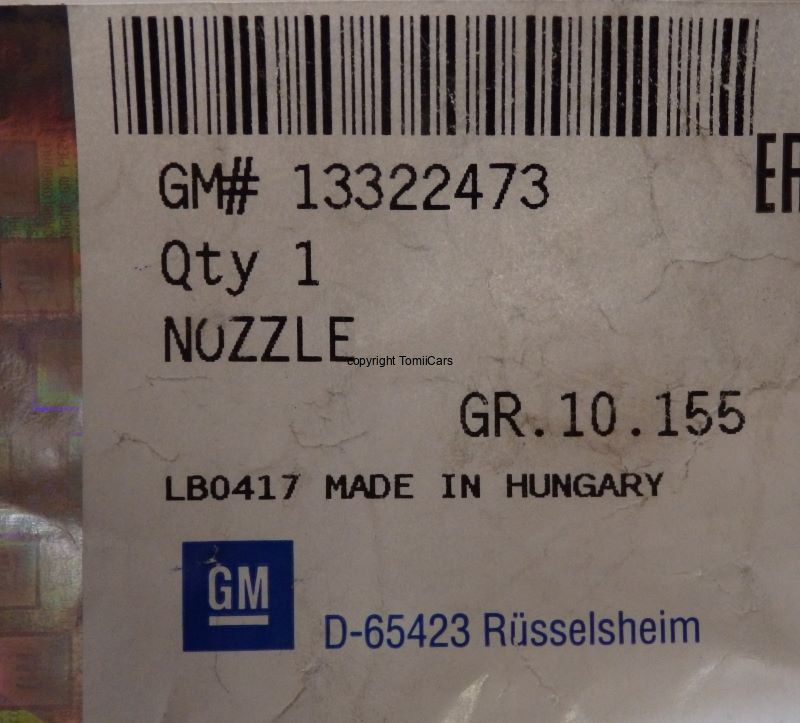 GM# 13322473
Qty 1
NOZZLE
copyright TomiiCars
GR.10.155
LB0417 MADE IN HUNGARY
GM
D-65423 Rüsselsheim